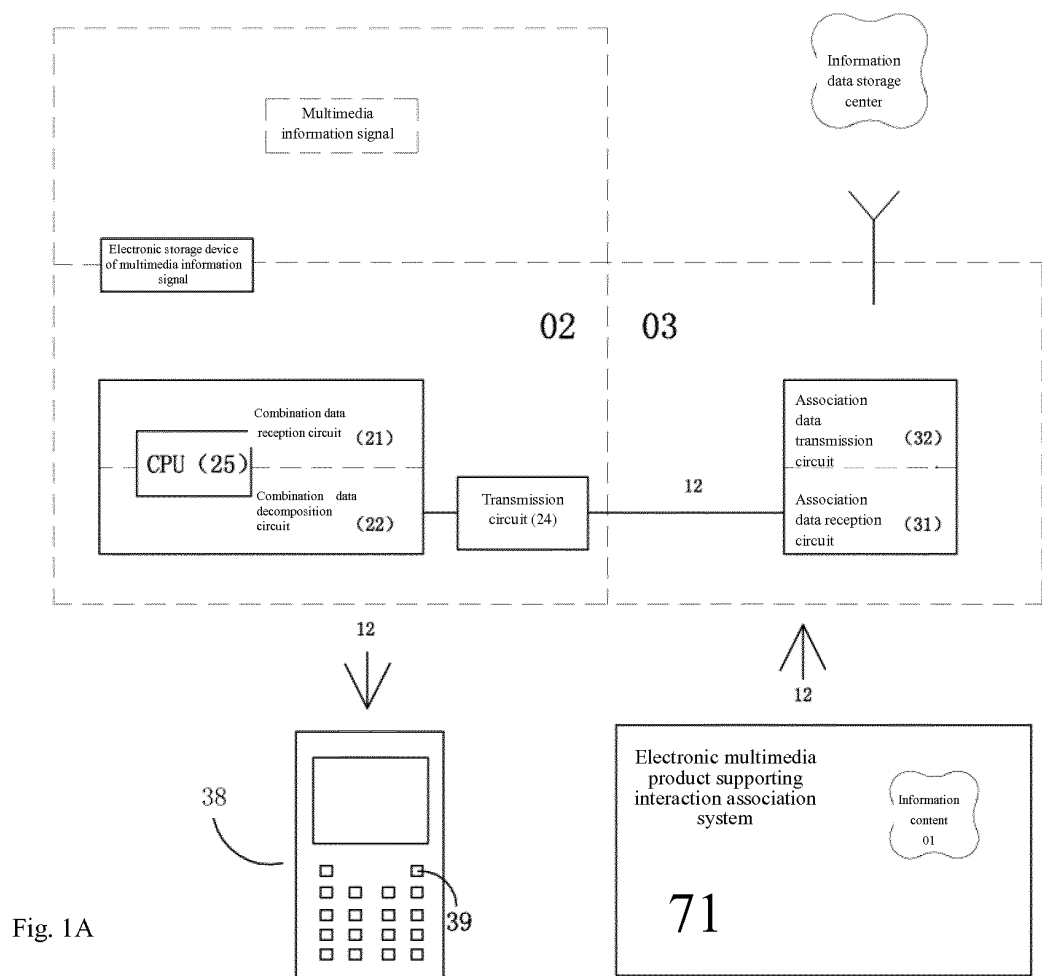 Multimedia
information signal
Information
data storage
center
Electronic storage device
of multimedia information
signal
02
03
Combination data
reception circuit (21)
CPU (25)
Combination data
decomposition
circuit (22)
Transmission
circuit (24)
12
Association
data
transmission
circuit (32)
Association
data reception
circuit (31)
12
12
38
39
Electronic multimedia
product supporting
interaction association
system
Information
content
01
71
Fig. 1A